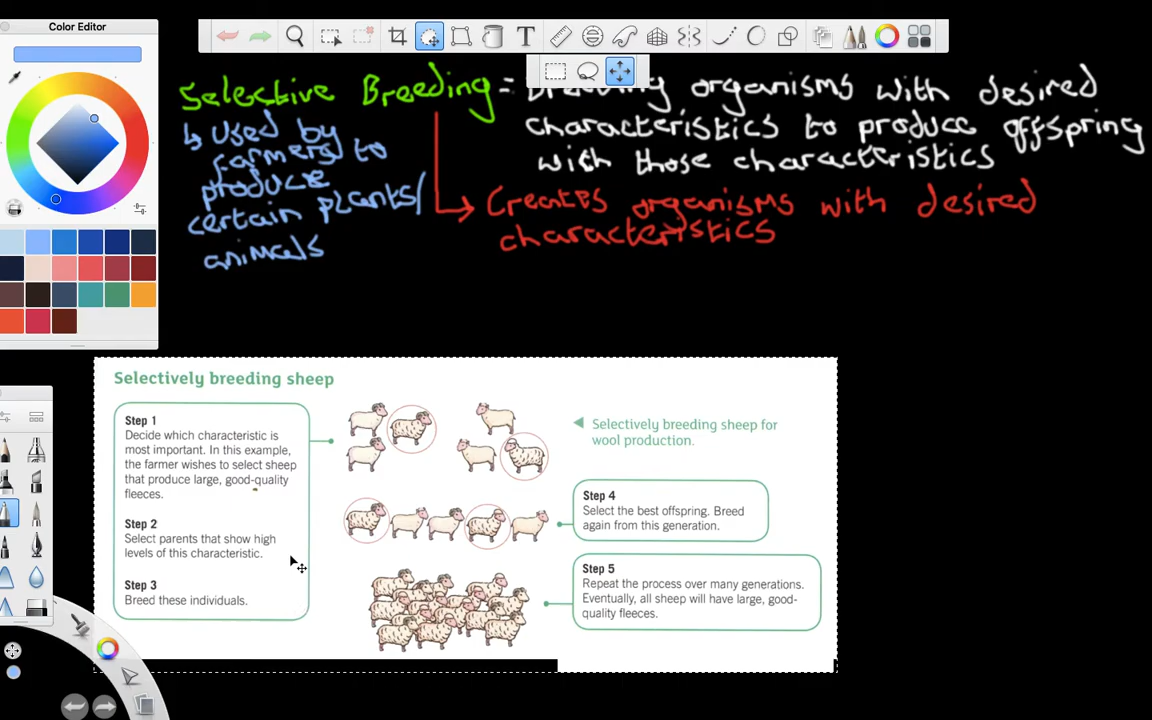 Color Editor
Selective Breeding = Breeding organisms with desired
characteristics to produce offspring
with those characteristics
↳ Used by
farmers to
produce
certain plants/
animals
Creates organisms with desired
characteristics
Selectively breeding sheep
Step 1
Decide which characteristic is
most important. In this example,
the farmer wishes to select sheep
that produce large, good-quality
fleeces.
Step 2
Select parents that show high
levels of this characteristic.
Step 3
Breed these individuals.
Selectively breeding sheep for
wool production.
Step 4
Select the best offspring. Breed
again from this generation.
Step 5
Repeat the process over many generations.
Eventually, all sheep will have large, good-
quality fleeces.